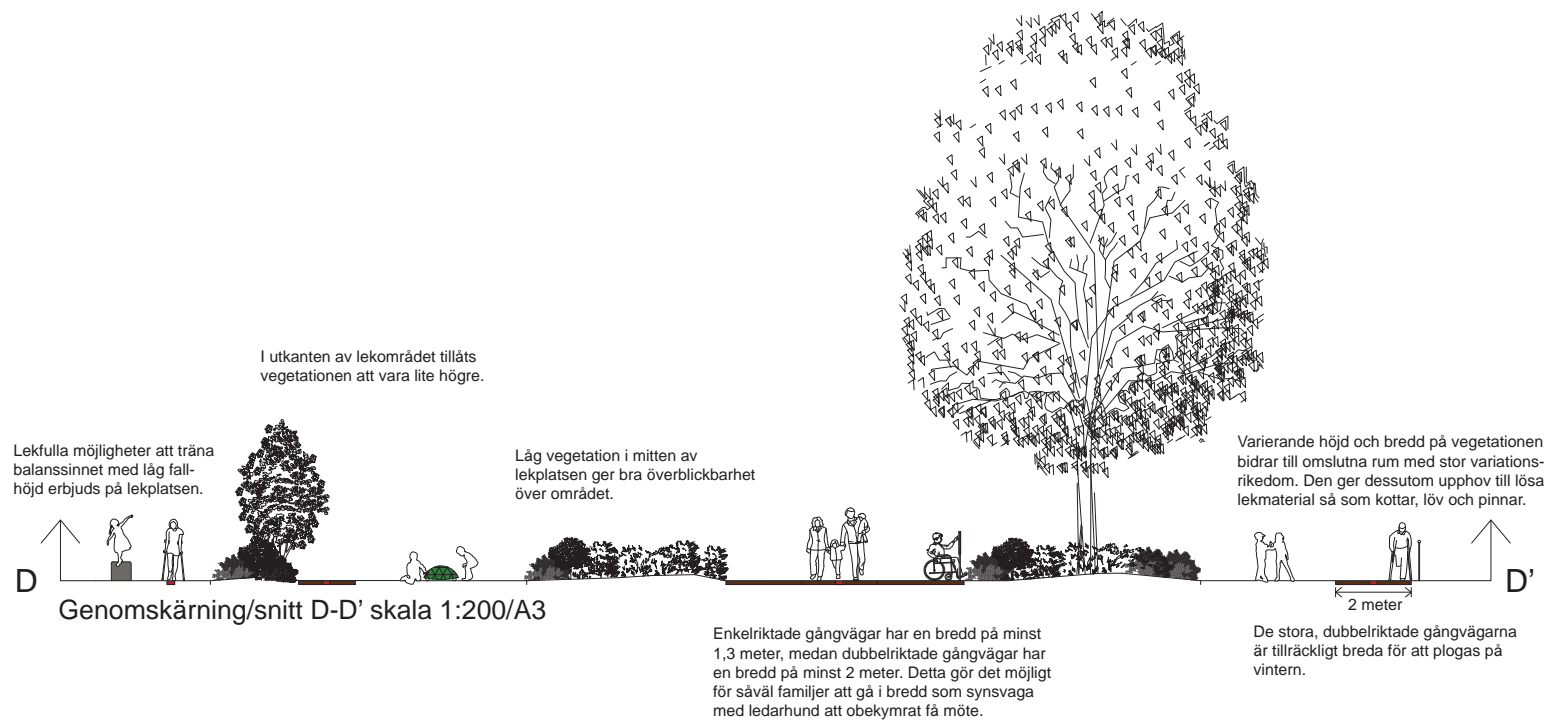 I utkanten av lekområdet tillåts
vegetationen att vara lite högre.
Lekfulla möjligheter att träna
balanssinnet med låg fall-
höjd erbjuds på lekplatsen.
Låg vegetation i mitten av
lekplatsen ger bra överblickbarhet
över området.
Varierande höjd och bredd på vegetationen
bidrar till omslutna rum med stor variations-
rikedom. Den ger dessutom upphov till lösa
lekmaterial så som kottar, löv och pinnar.
D
D'
Genomskärning/snitt D-D' skala 1:200/A3
2 meter
Enkelriktade gångvägar har en bredd på minst
1,3 meter, medan dubbelriktade gångvägar har
en bredd på minst 2 meter. Detta gör det möjligt
för såväl familjer att gå i bredd som synsvaga
med ledarhund att obekymrat få möte.
De stora, dubbelriktade gångvägarna
är tillräckligt breda för att plogas på
vintern.